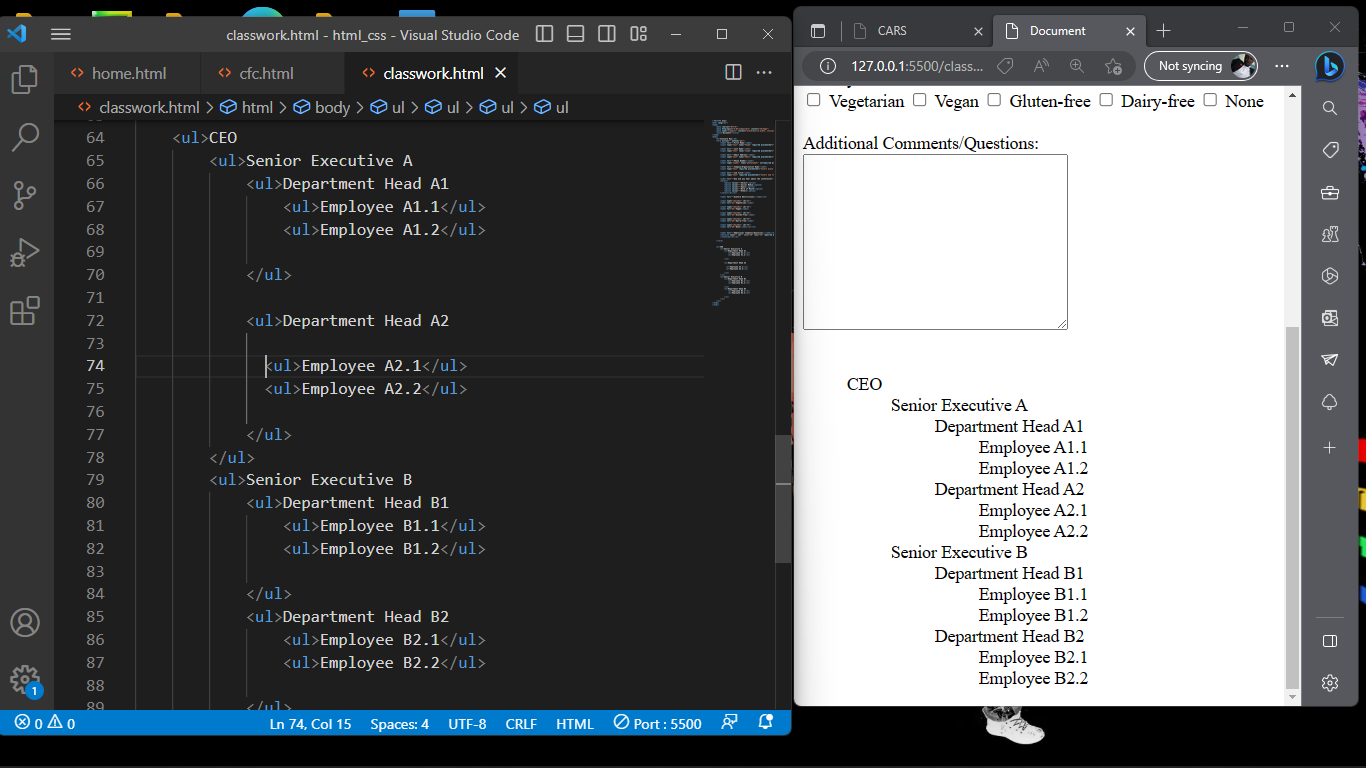 classwork.html - html_css - Visual Studio Code
home.html
cfc.html
classwork.html
classwork.html > html > body > ul > ul > ul > ul
64 <ul>CEO
65 <ul>Senior Executive A
66 <ul>Department Head A1
67 <ul>Employee A1.1</ul>
68 <ul>Employee A1.2</ul>
69
70 </ul>
71
72 <ul>Department Head A2
73
74 <ul>Employee A2.1</ul>
75 <ul>Employee A2.2</ul>
76
77 </ul>
78 </ul>
79 <ul>Senior Executive B
80 <ul>Department Head B1
81 <ul>Employee B1.1</ul>
82 <ul>Employee B1.2</ul>
83
84 </ul>
85 <ul>Department Head B2
86 <ul>Employee B2.1</ul>
87 <ul>Employee B2.2</ul>
88
89 </ul>
1
0 0 Ln 74, Col 15 Spaces: 4 UTF-8 CRLF HTML Port : 5500
CARS
Document
127.0.0.1:5500/class...
Not syncing
Vegetarian Vegan Gluten-free Dairy-free None
Additional Comments/Questions:
CEO
Senior Executive A
Department Head A1
Employee A1.1
Employee A1.2
Department Head A2
Employee A2.1
Employee A2.2
Senior Executive B
Department Head B1
Employee B1.1
Employee B1.2
Department Head B2
Employee B2.1
Employee B2.2